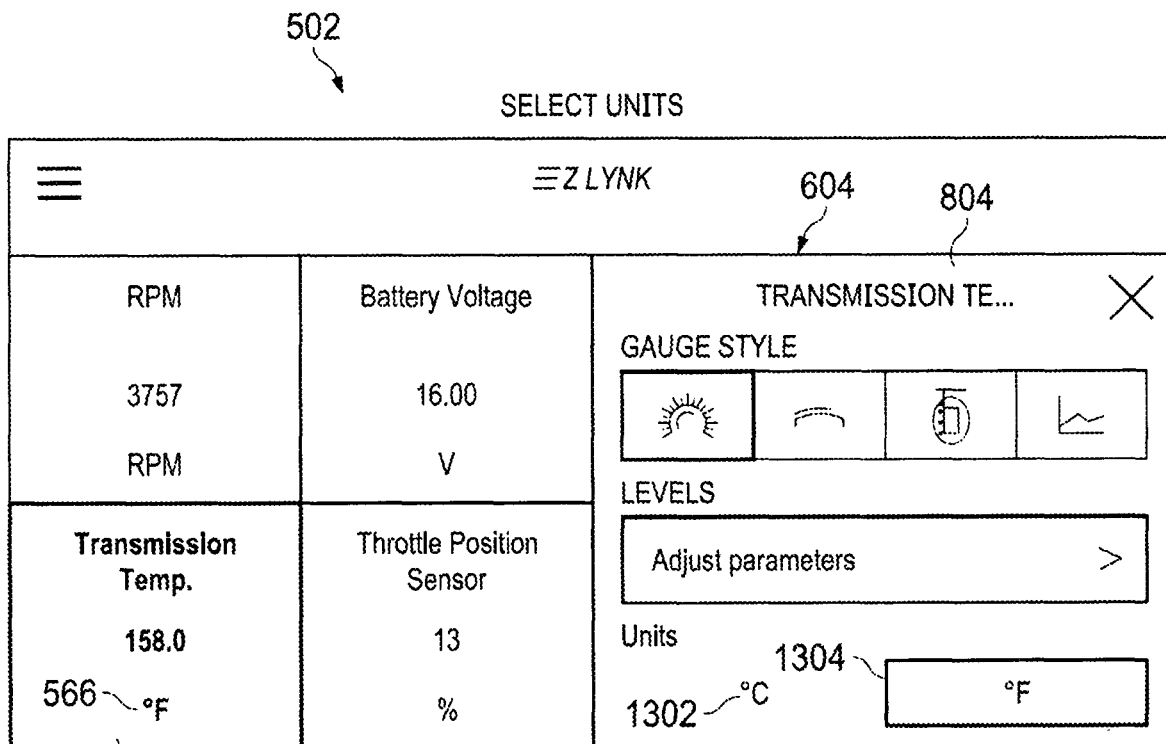 502
SELECT UNITS
EZ LYNK
604
804
RPM
3757
RPM
Battery Voltage
16.00
V
TRANSMISSION TE...
GAUGE STYLE
LEVELS
Adjust parameters >
Transmission
Temp.
158.0
566
°F
Throttle Position
Sensor
13
%
Units
1302
°C
1304
°F